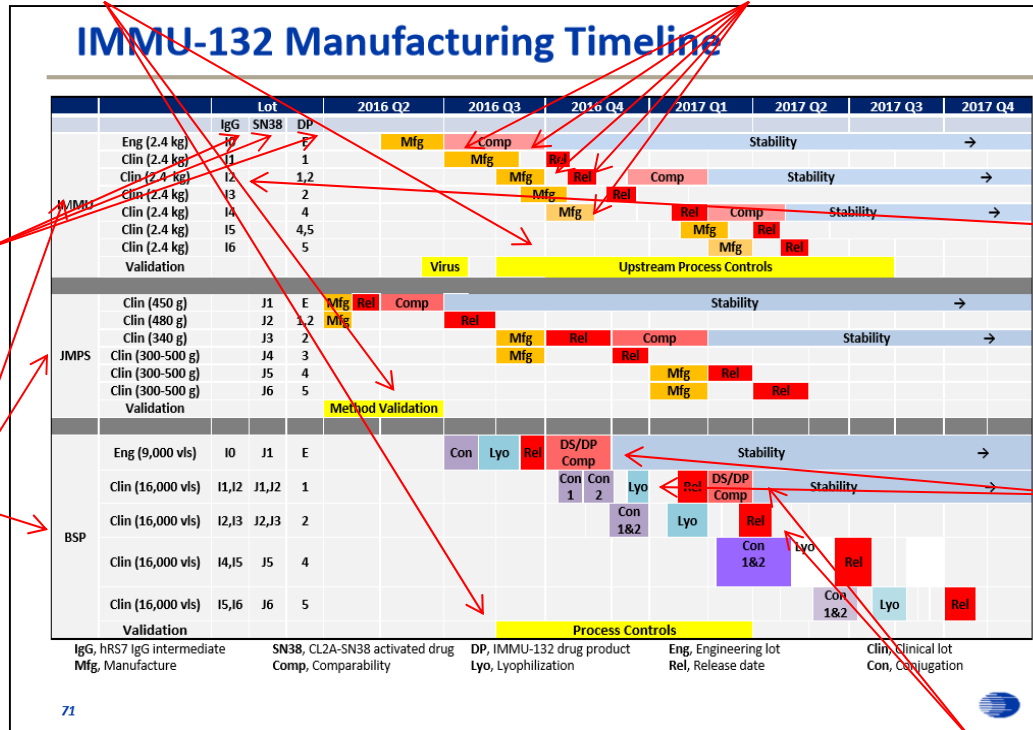 IMMU-132 Manufacturing Timeline
Lot 2016 Q2 2016 Q3 2016 Q4 2017 Q1 2017 Q2 2017 Q3 2017 Q4
IgG SN38 DP
Eng (2.4 kg) I0 E Mfg Comp Stability →
Clin (2.4 kg) I1 1 Mfg Rel
Clin (2.4 kg) I2 1,2 Mfg Rel Comp Stability →
Clin (2.4 kg) I3 2 Mfg Rel
IMMU
Clin (2.4 kg) I4 4 Mfg Rel Comp Stability →
Clin (2.4 kg) I5 4,5 Mfg Rel
Clin (2.4 kg) I6 5 Mfg Rel
Validation Virus Upstream Process Controls
Clin (450 g) J1 E Mfg Rel Comp Stability →
Clin (480 g) J2 1,2 Mfg Rel
Clin (340 g) J3 2 Mfg Rel Comp Stability →
JMPS Clin (300-500 g) J4 3 Mfg Rel
Clin (300-500 g) J5 4 Mfg Rel
Clin (300-500 g) J6 5 Mfg Rel
Validation Method Validation
Eng (9,000 vls) I0 J1 E Con Lyo Rel DS/DP Comp Stability →
Clin (16,000 vls) I1,I2 J1,J2 1 Con 1 Con 2 Lyo Rel DS/DP Comp Stability →
Clin (16,000 vls) I2,I3 J2,J3 2 Con 1&2 Lyo Rel
BSP
Clin (16,000 vls) I4,I5 J5 4 Con 1&2 Lyo Rel
Clin (16,000 vls) I5,I6 J6 5 Con 1&2 Lyo Rel
Validation Process Controls
IgG, hRS7 IgG intermediate SN38, CL2A-SN38 activated drug DP, IMMU-132 drug product Eng, Engineering lot Clin, Clinical lot
Mfg, Manufacture Comp, Comparability Lyo, Lyophilization Rel, Release date Con, Conjugation
71